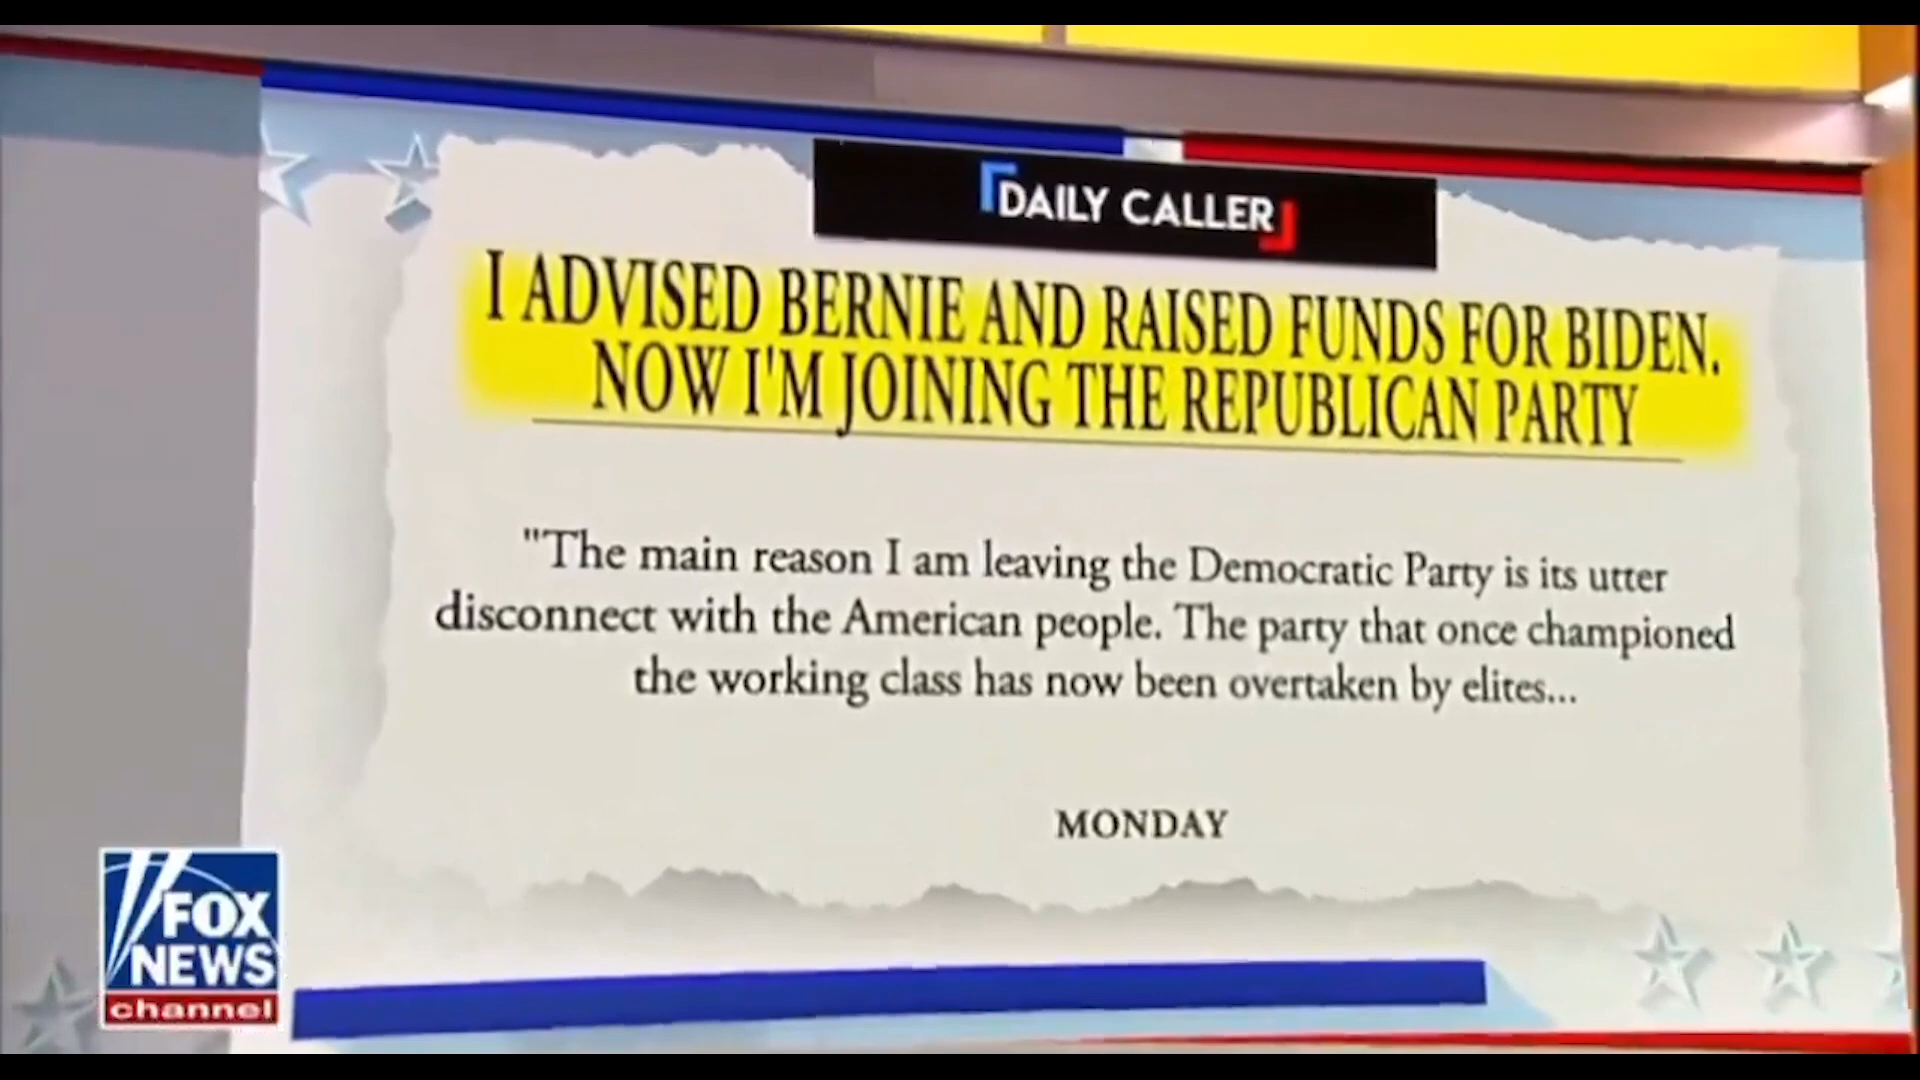 DAILY CALLER
I ADVISED BERNIE AND RAISED FUNDS FOR BIDEN.
NOW I'M JOINING THE REPUBLICAN PARTY
"The main reason I am leaving the Democratic Party is its utter
disconnect with the American people. The party that once championed
the working class has now been overtaken by elites...
MONDAY
FOX
NEWS
channel